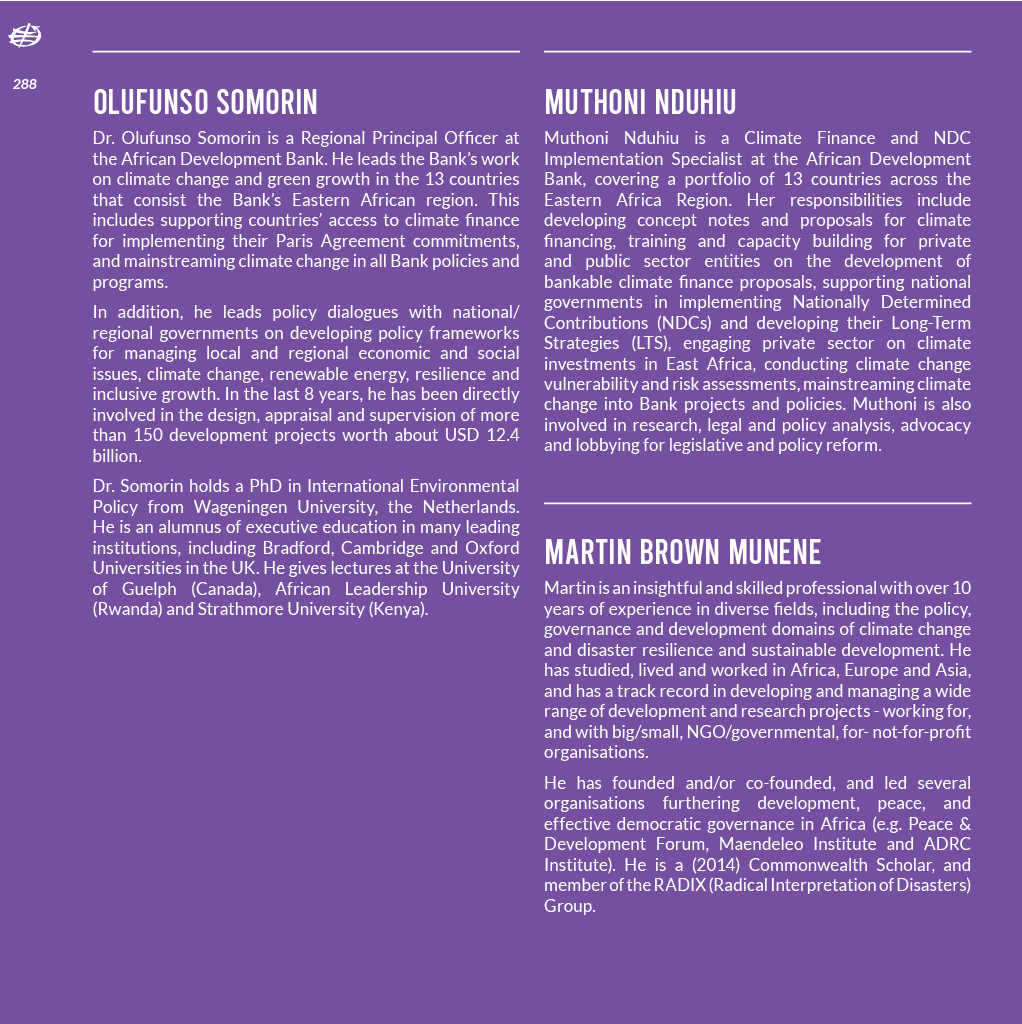 288
OLUFUNSO SOMORIN
Dr. Olufunso Somorin is a Regional Principal Officer at
the African Development Bank. He leads the Bank’s work
on climate change and green growth in the 13 countries
that consist the Bank’s Eastern African region. This
includes supporting countries’ access to climate finance
for implementing their Paris Agreement commitments,
and mainstreaming climate change in all Bank policies and
programs.
In addition, he leads policy dialogues with national/
regional governments on developing policy frameworks
for managing local and regional economic and social
issues, climate change, renewable energy, resilience and
inclusive growth. In the last 8 years, he has been directly
involved in the design, appraisal and supervision of more
than 150 development projects worth about USD 12.4
billion.
Dr. Somorin holds a PhD in International Environmental
Policy from Wageningen University, the Netherlands.
He is an alumnus of executive education in many leading
institutions, including Bradford, Cambridge and Oxford
Universities in the UK. He gives lectures at the University
of Guelph (Canada), African Leadership University
(Rwanda) and Strathmore University (Kenya).
MUTHONI NDUHIU
Muthoni Nduhiu is a Climate Finance and NDC
Implementation Specialist at the African Development
Bank, covering a portfolio of 13 countries across the
Eastern Africa Region. Her responsibilities include
developing concept notes and proposals for climate
financing, training and capacity building for private
and public sector entities on the development of
bankable climate finance proposals, supporting national
governments in implementing Nationally Determined
Contributions (NDCs) and developing their Long-Term
Strategies (LTS), engaging private sector on climate
investments in East Africa, conducting climate change
vulnerability and risk assessments, mainstreaming climate
change into Bank projects and policies. Muthoni is also
involved in research, legal and policy analysis, advocacy
and lobbying for legislative and policy reform.
MARTIN BROWN MUNENE
Martin is an insightful and skilled professional with over 10
years of experience in diverse fields, including the policy,
governance and development domains of climate change
and disaster resilience and sustainable development. He
has studied, lived and worked in Africa, Europe and Asia,
and has a track record in developing and managing a wide
range of development and research projects - working for,
and with big/small, NGO/governmental, for- not-for-profit
organisations.
He has founded and/or co-founded, and led several
organisations furthering development, peace, and
effective democratic governance in Africa (e.g. Peace &
Development Forum, Maendeleo Institute and ADRC
Institute). He is a (2014) Commonwealth Scholar, and
member of the RADIX (Radical Interpretation of Disasters)
Group.